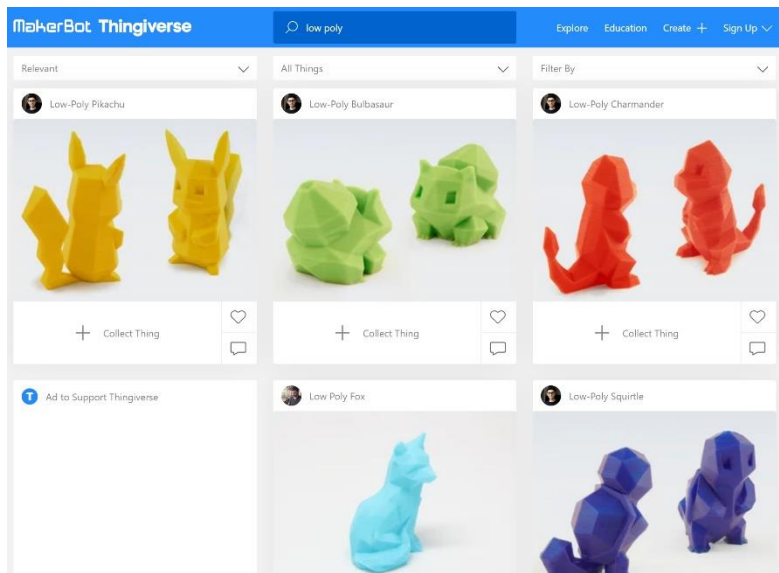 MakerBot Thingiverse
low poly
Explore Education Create + Sign Up
Relevant
All Things
Filter By
Low-Poly Pikachu
Low-Poly Bulbasaur
Low-Poly Charmander
+ Collect Thing
+ Collect Thing
+ Collect Thing
T Ad to Support Thingiverse
Low Poly Fox
Low-Poly Squirtle